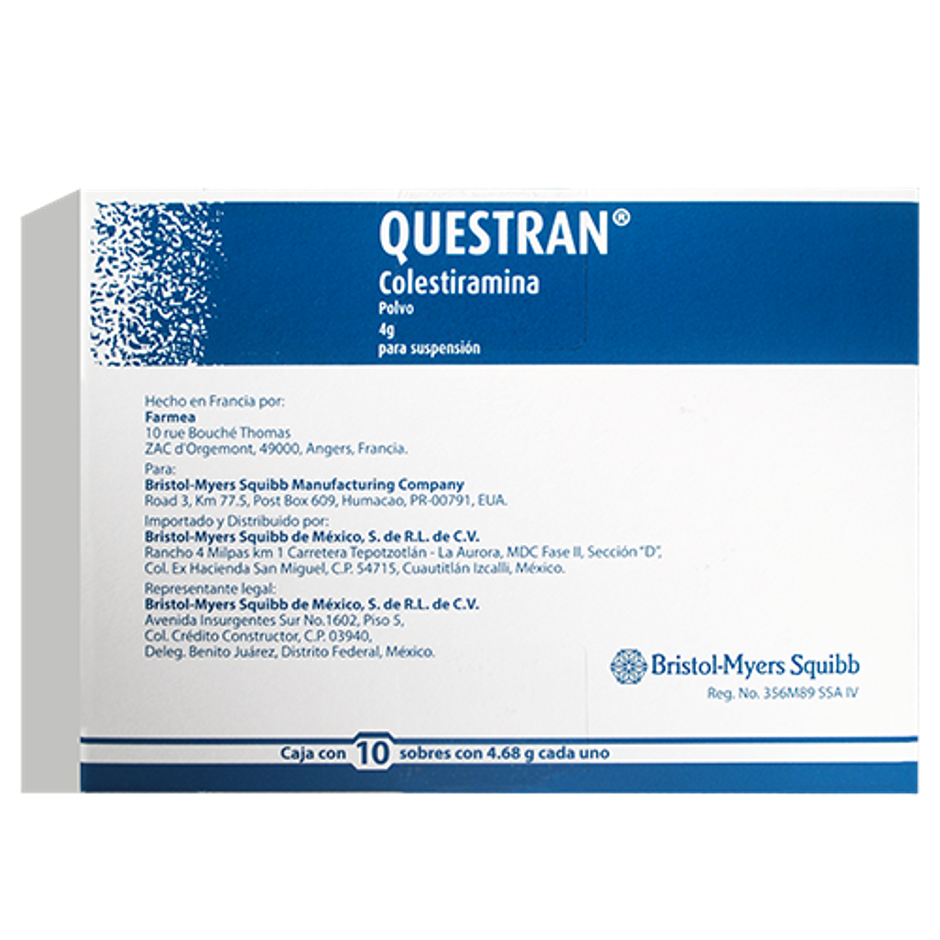 QUESTRAN®
Colestiramina
Polvo
4g
para suspensión
Hecho en Francia por:
Farmea
10 rue Bouché Thomas
ZAC d'Orgemont, 49000, Angers, Francia.
Para:
Bristol-Myers Squibb Manufacturing Company
Road 3, Km 77.5, Post Box 609, Humacao, PR-00791, EUA.
Importado y Distribuido por:
Bristol-Myers Squibb de México, S. de R.L. de C.V.
Rancho 4 Milpas km 1 Carretera Tepotzotlán - La Aurora, MDC Fase II, Sección "D",
Col. Ex Hacienda San Miguel, C.P. 54715, Cuautitlán Izcalli, México.
Representante legal:
Bristol-Myers Squibb de México, S. de R.L. de C.V.
Avenida Insurgentes Sur No.1602, Piso 5,
Col. Crédito Constructor, C.P. 03940,
Deleg. Benito Juárez, Distrito Federal, México.
Bristol-Myers Squibb
Reg. No. 356M89 SSA IV
Caja con 10 sobres con 4.68 g cada uno